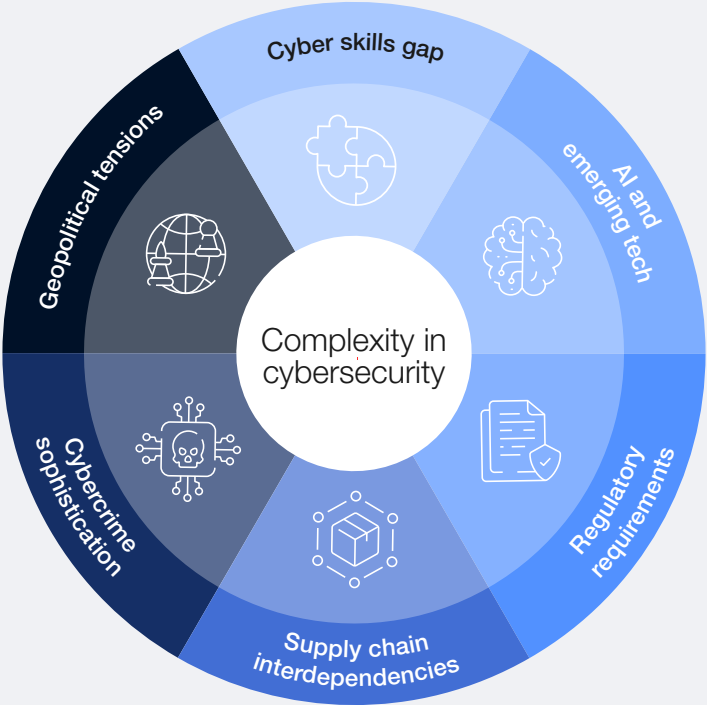 Cyber skills gap
AI and
emerging tech
Regulatory
requirements
Supply chain
interdependencies
Cybercrime
sophistication
Geopolitical tensions
Complexity in
cybersecurity